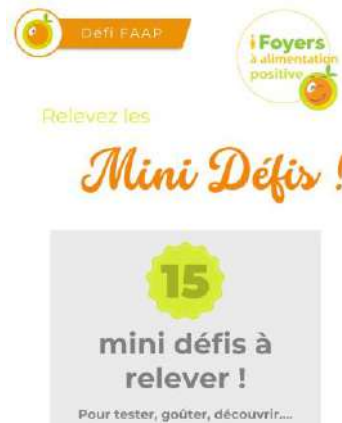 Défi FAAP
Foyers
à alimentation
positive
Relevez les
Mini Défis !
15
mini défis à
relever !
Pour tester, goûter, découvrir....